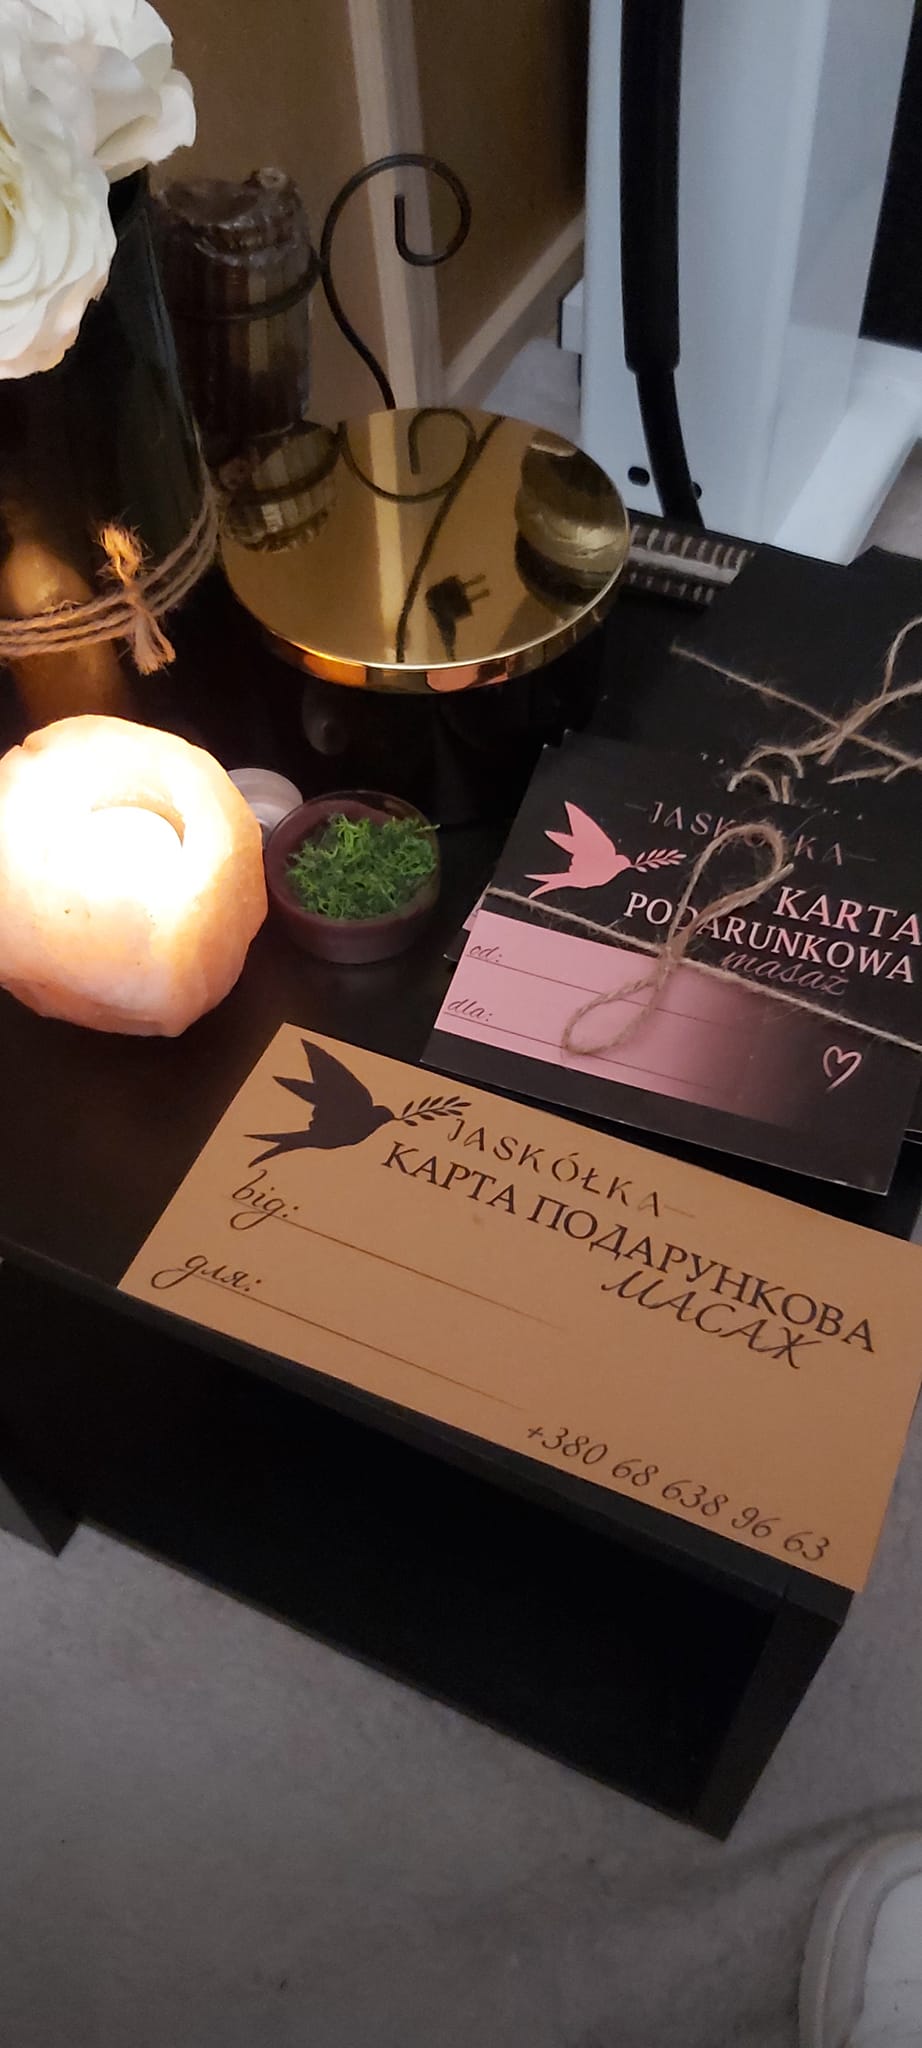 JASKÓŁKA
KARTA
PODARUNKOWA
masaż
od:
dla:
JASKÓŁKA
КАРТА ПОДАРУНКОВА
МАСАЖ
від:
для:
+380 68 638 96 63